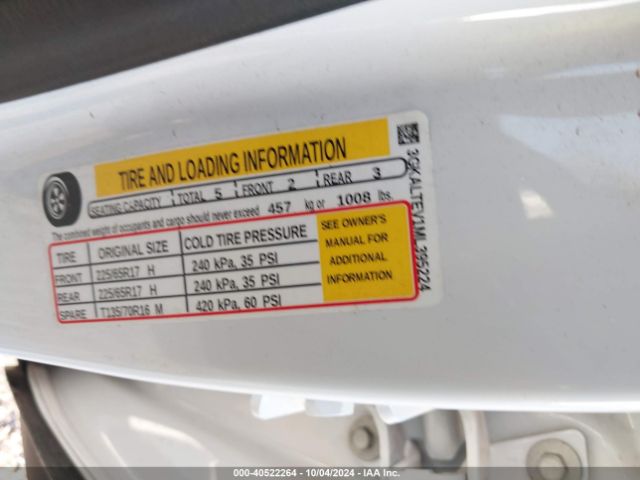 TIRE AND LOADING INFORMATION
SEATING CAPACITY TOTAL 5 FRONT 2 REAR 3
The combined weight of occupants and cargo should never exceed 457 kg or 1008 lbs.
TIRE ORIGINAL SIZE COLD TIRE PRESSURE
FRONT 225/65R17 H 240 kPa, 35 PSI
REAR 225/65R17 H 240 kPa, 35 PSI
SPARE T135/70R16 M 420 kPa, 60 PSI
SEE OWNER'S
MANUAL FOR
ADDITIONAL
INFORMATION
000-40522264 - 10/04/2024 - IAA Inc.